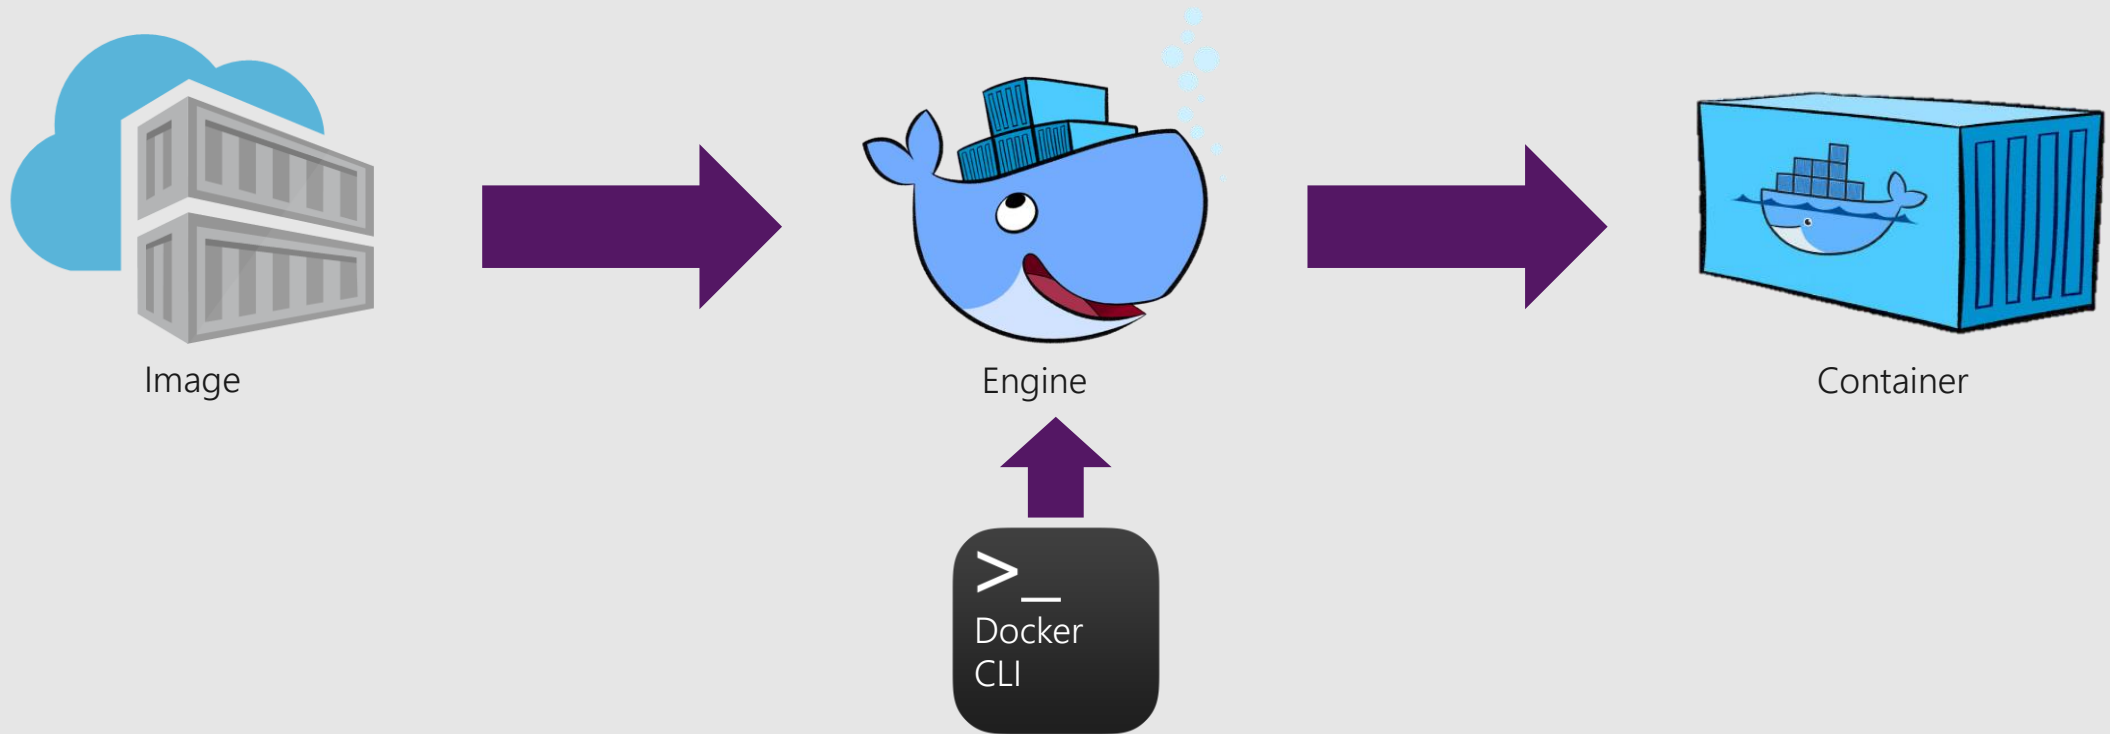 Image
Engine
Container
>_
Docker
CLI